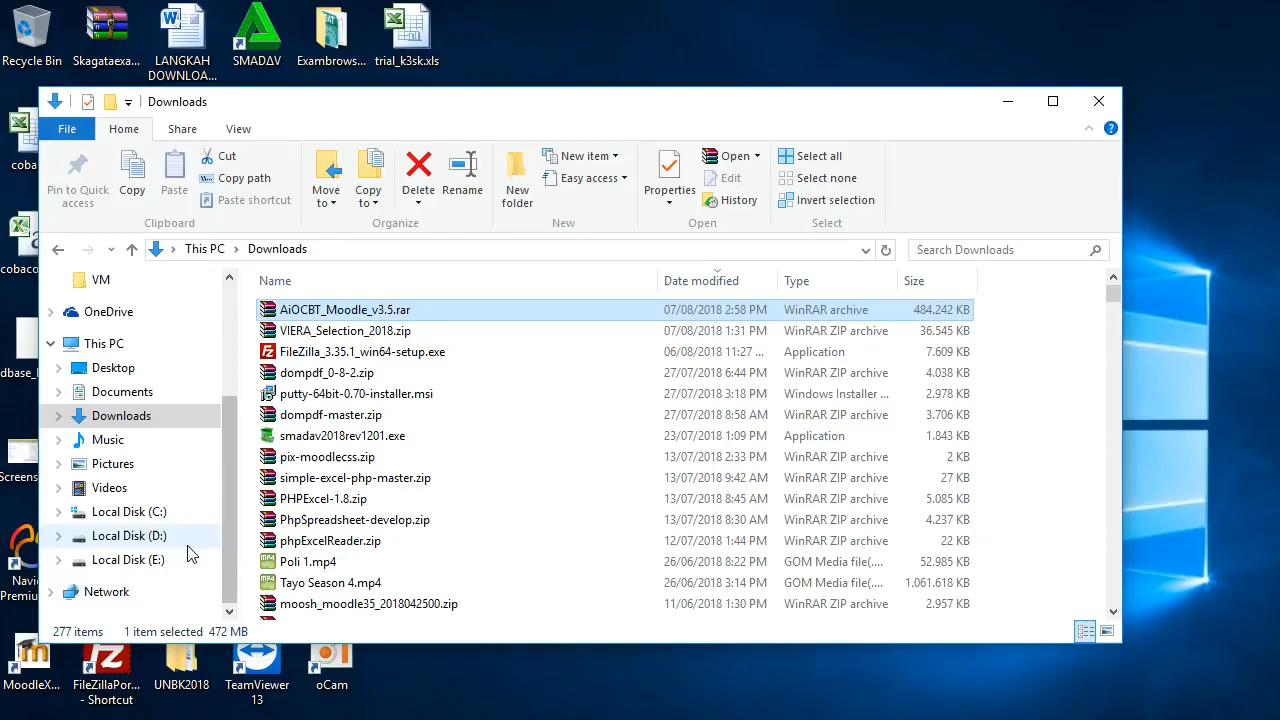 Recycle Bin
Skagataexa...
LANGKAH
DOWNLOA...
SMADΔV
Exambrows...
trial_k3sk.xls
Downloads
File
Home
Share
View
Pin to Quick
access
Copy
Paste
Cut
Copy path
Paste shortcut
Clipboard
Move
to
Copy
to
Delete
Rename
Organize
New
folder
New item
Easy access
New
Properties
Open
Edit
History
Open
Select all
Select none
Invert selection
Select
This PC
Downloads
Search Downloads
VM
OneDrive
This PC
Desktop
Documents
Downloads
Music
Pictures
Videos
Local Disk (C:)
Local Disk (D:)
Local Disk (E:)
Network
Name Date modified Type Size
AiOCBT_Moodle_v3.5.rar 07/08/2018 2:58 PM WinRAR archive 484.242 KB
VIERA_Selection_2018.zip 07/08/2018 1:31 PM WinRAR ZIP archive 36.545 KB
FileZilla_3.35.1_win64-setup.exe 06/08/2018 11:27 ... Application 7.609 KB
dompdf_0-8-2.zip 27/07/2018 6:44 PM WinRAR ZIP archive 4.038 KB
putty-64bit-0.70-installer.msi 27/07/2018 3:18 PM Windows Installer ... 2.978 KB
dompdf-master.zip 27/07/2018 8:58 AM WinRAR ZIP archive 3.706 KB
smadav2018rev1201.exe 23/07/2018 1:09 PM Application 1.843 KB
pix-moodlecss.zip 13/07/2018 2:33 PM WinRAR ZIP archive 2 KB
simple-excel-php-master.zip 13/07/2018 9:42 AM WinRAR ZIP archive 27 KB
PHPExcel-1.8.zip 13/07/2018 8:45 AM WinRAR ZIP archive 5.085 KB
PhpSpreadsheet-develop.zip 13/07/2018 8:30 AM WinRAR ZIP archive 4.237 KB
phpExcelReader.zip 12/07/2018 1:44 PM WinRAR ZIP archive 22 KB
Poli 1.mp4 26/06/2018 8:22 PM GOM Media file(.... 52.985 KB
Tayo Season 4.mp4 26/06/2018 3:14 PM GOM Media file(.... 1.061.618 KB
moosh_moodle35_2018042500.zip 11/06/2018 1:30 PM WinRAR ZIP archive 2.957 KB
277 items 1 item selected 472 MB
coba
cobaco
dbase_
Screens
Navic
Premium
MoodleX...
FileZillaPor...
- Shortcut
UNBK2018
TeamViewer
13
oCam